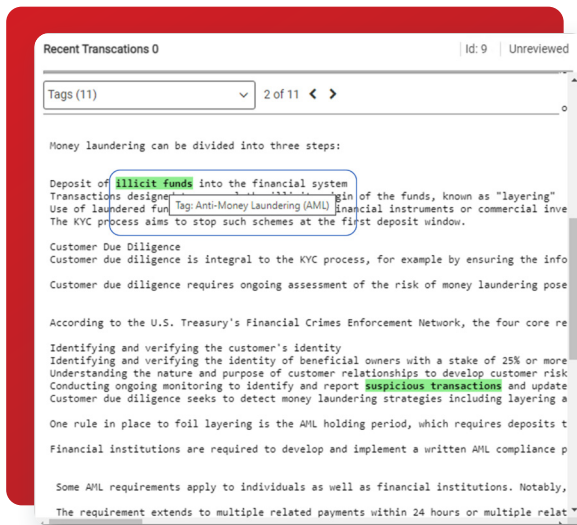 Recent Transcations 0
Id: 9
Unreviewed
Tags (11)
2 of 11
Money laundering can be divided into three steps:
Deposit of illicit funds into the financial system
Transactions designed gin of the funds, known as "layering"
Tag: Anti-Money Laundering (AML)
Use of laundered fun inancial instruments or commercial inve
The KYC process aims to stop such schemes at the first deposit window.
Customer Due Diligence
Customer due diligence is integral to the KYC process, for example by ensuring the info
Customer due diligence requires ongoing assessment of the risk of money laundering pose
According to the U.S. Treasury's Financial Crimes Enforcement Network, the four core re
Identifying and verifying the customer's identity
Identifying and verifying the identity of beneficial owners with a stake of 25% or more
Understanding the nature and purpose of customer relationships to develop customer risk
Conducting ongoing monitoring to identify and report suspicious transactions and update
Customer due diligence seeks to detect money laundering strategies including layering a
One rule in place to foil layering is the AML holding period, which requires deposits t
Financial institutions are required to develop and implement a written AML compliance p
Some AML requirements apply to individuals as well as financial institutions. Notably,
The requirement extends to multiple related payments within 24 hours or multiple relat